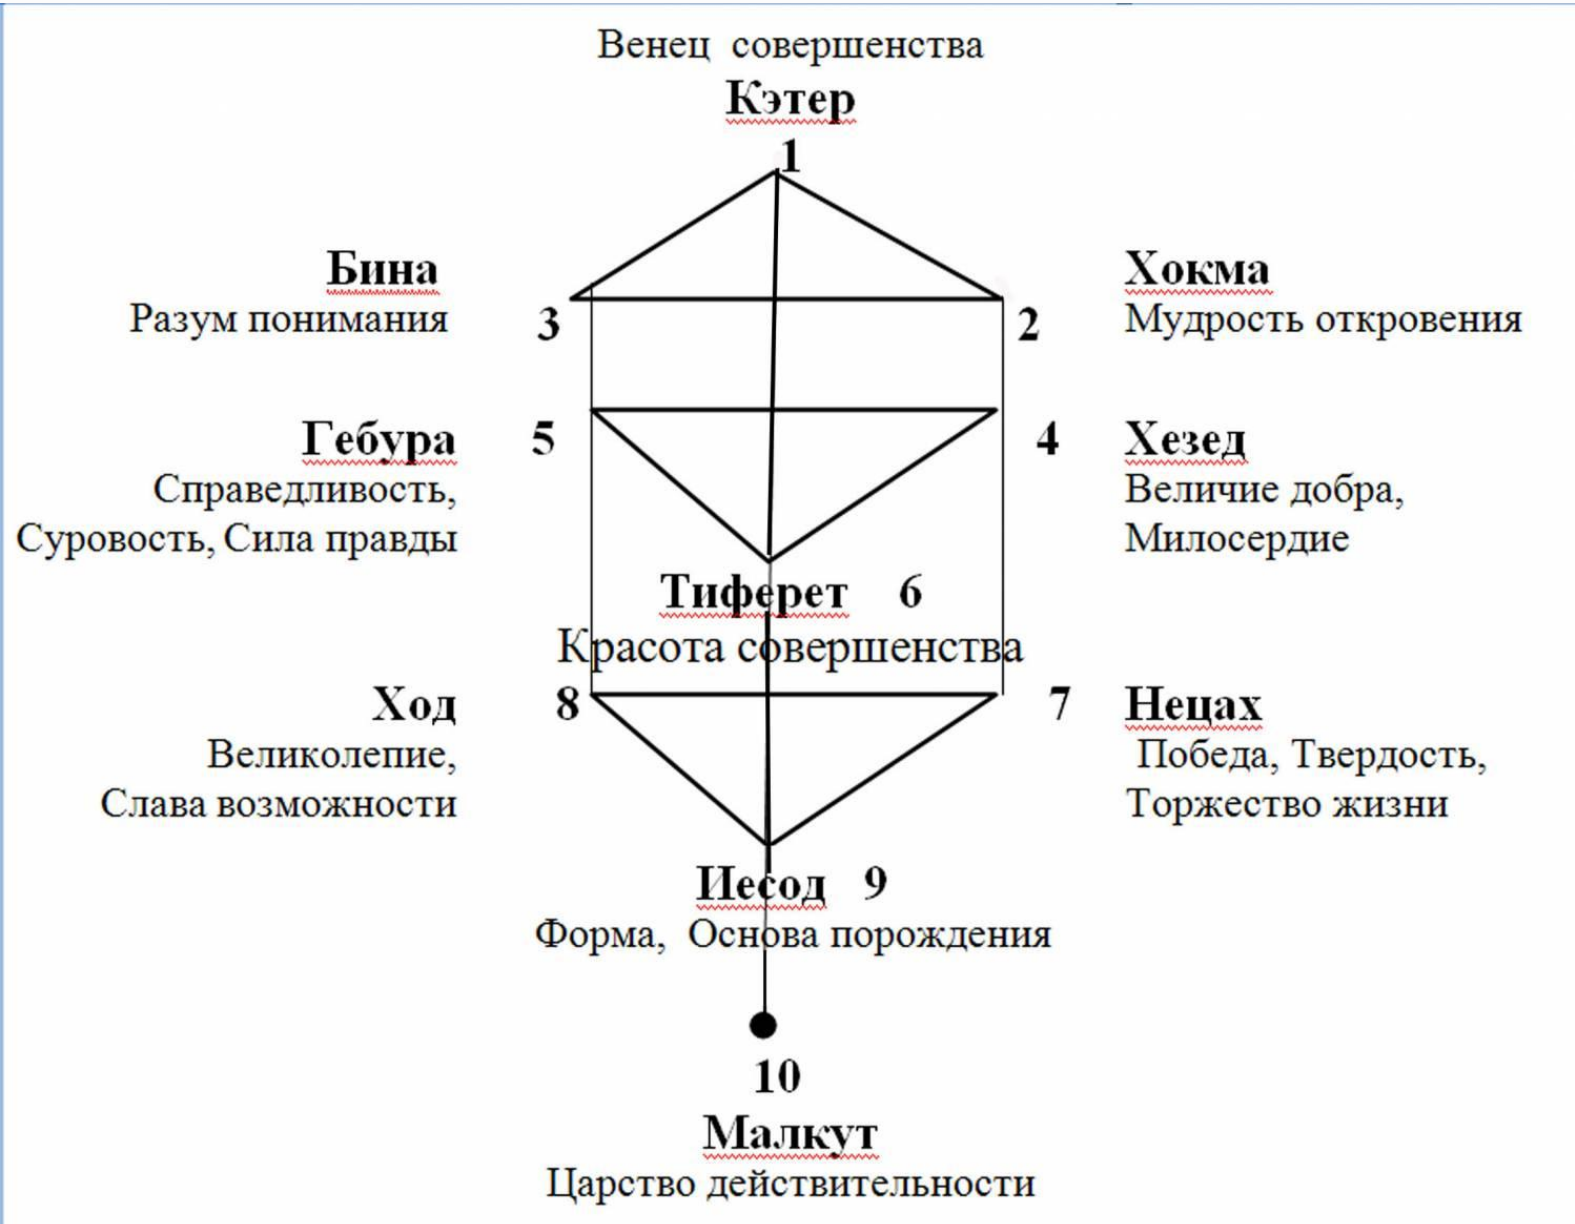 Венец совершенства
Кэтер
1
Бина
Хокма
Разум понимания
3
2
Мудрость откровения
Гебура
5
4
Хезед
Справедливость,
Величие добра,
Суровость, Сила правды
Милосердие
Тиферет 6
Красота совершенства
Ход
8
7
Нецах
Великолепие,
Победа, Твердость,
Слава возможности
Торжество жизни
Иесод 9
Форма, Основа порождения
10
Малкут
Царство действительности